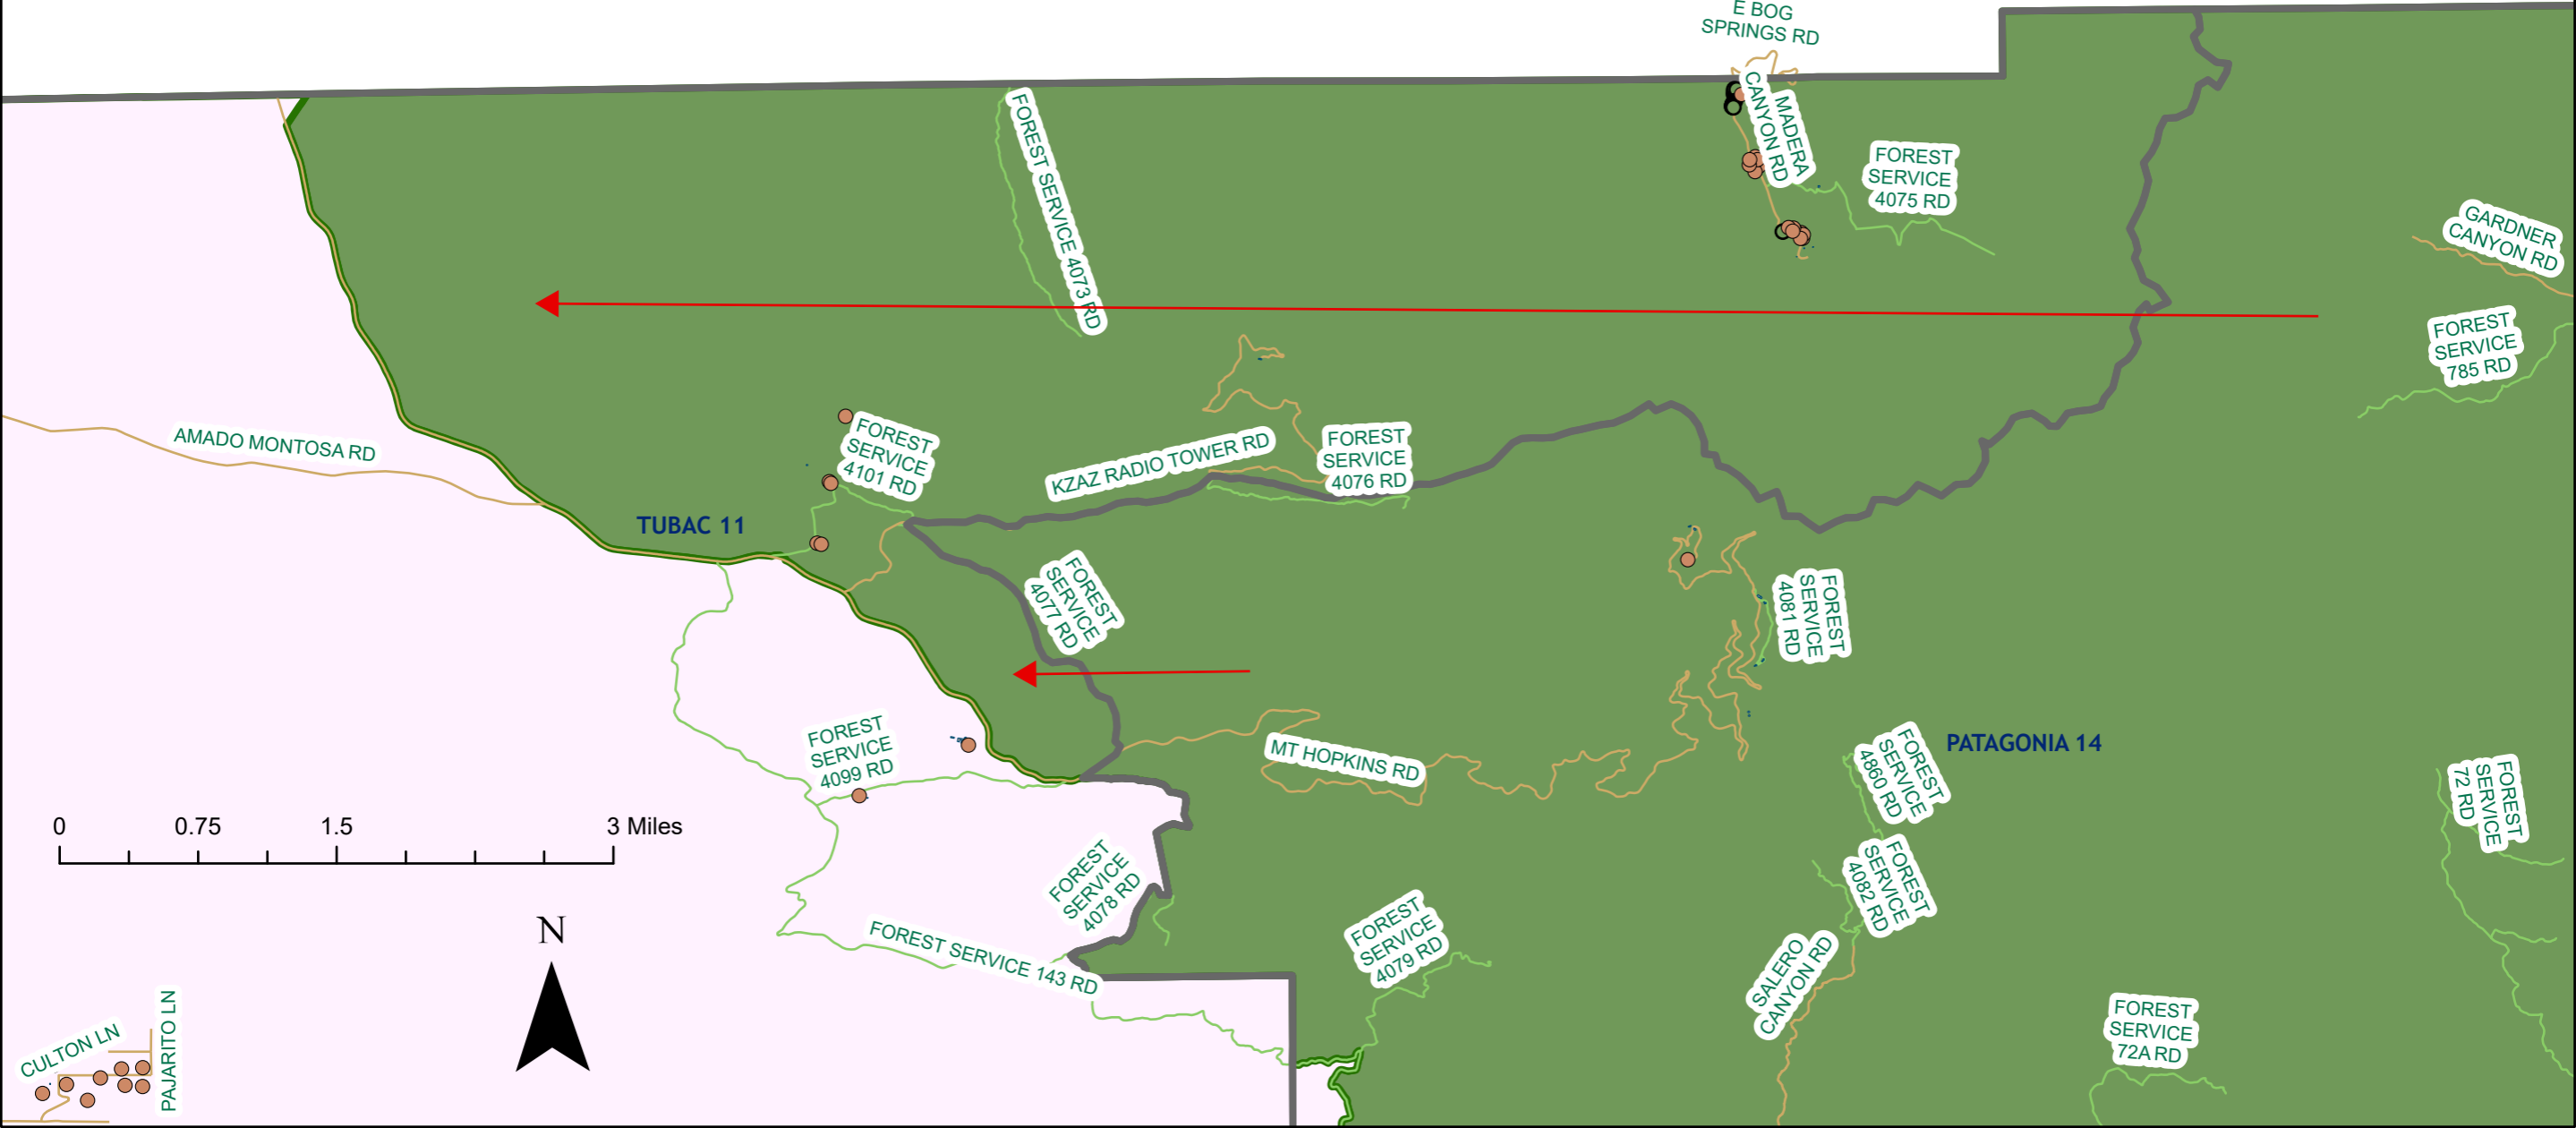 E BOG
SPRINGS RD
MADERA
CANYON RD
FOREST SERVICE 4073 RD
FOREST
SERVICE
4075 RD
GARDNER
CANYON RD
FOREST
SERVICE
785 RD
AMADO MONTOSA RD
FOREST
SERVICE
4101 RD
KZAZ RADIO TOWER RD
FOREST
SERVICE
4076 RD
TUBAC 11
FOREST
SERVICE
4077 RD
FOREST
SERVICE
4081 RD
FOREST
SERVICE
4099 RD
MT HOPKINS RD
FOREST
SERVICE
4860 RD
PATAGONIA 14
FOREST
SERVICE
72 RD
0 0.75 1.5 3 Miles
FOREST
SERVICE
4078 RD
FOREST
SERVICE
4082 RD
N
FOREST SERVICE 143 RD
FOREST
SERVICE
4079 RD
SALERO
CANYON RD
FOREST
SERVICE
72A RD
CULTON LN
PAJARITO LN